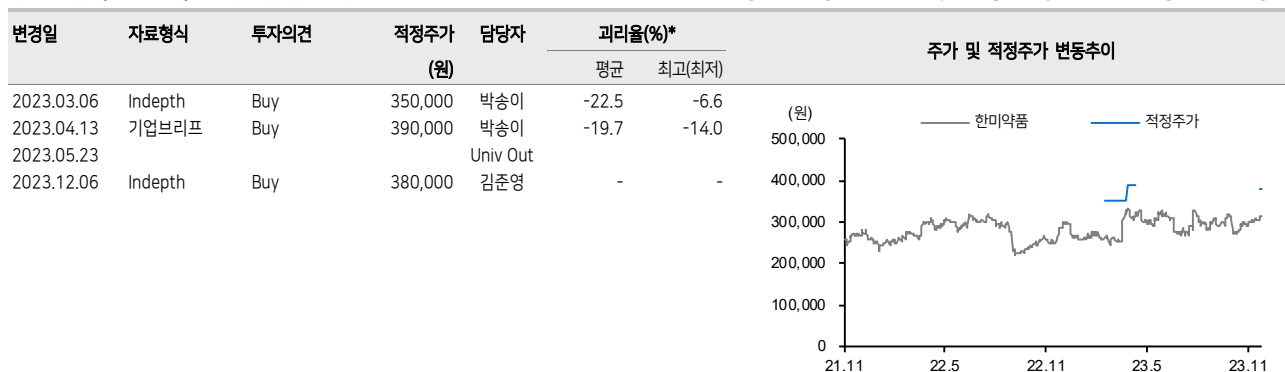 변경일 자료형식 투자의견 적정주가 담당자 괴리율(%)* 주가 및 적정주가 변동추이
(원) 평균 최고(최저)
2023.03.06 Indepth Buy 350,000 박송이 -22.5 -6.6
2023.04.13 기업브리프 Buy 390,000 박송이 -19.7 -14.0
2023.05.23 Univ Out
2023.12.06 Indepth Buy 380,000 김준영 - -
(원) 한미약품 적정주가
500,000
400,000
300,000
200,000
100,000
0
21.11 22.5 22.11 23.5 23.11